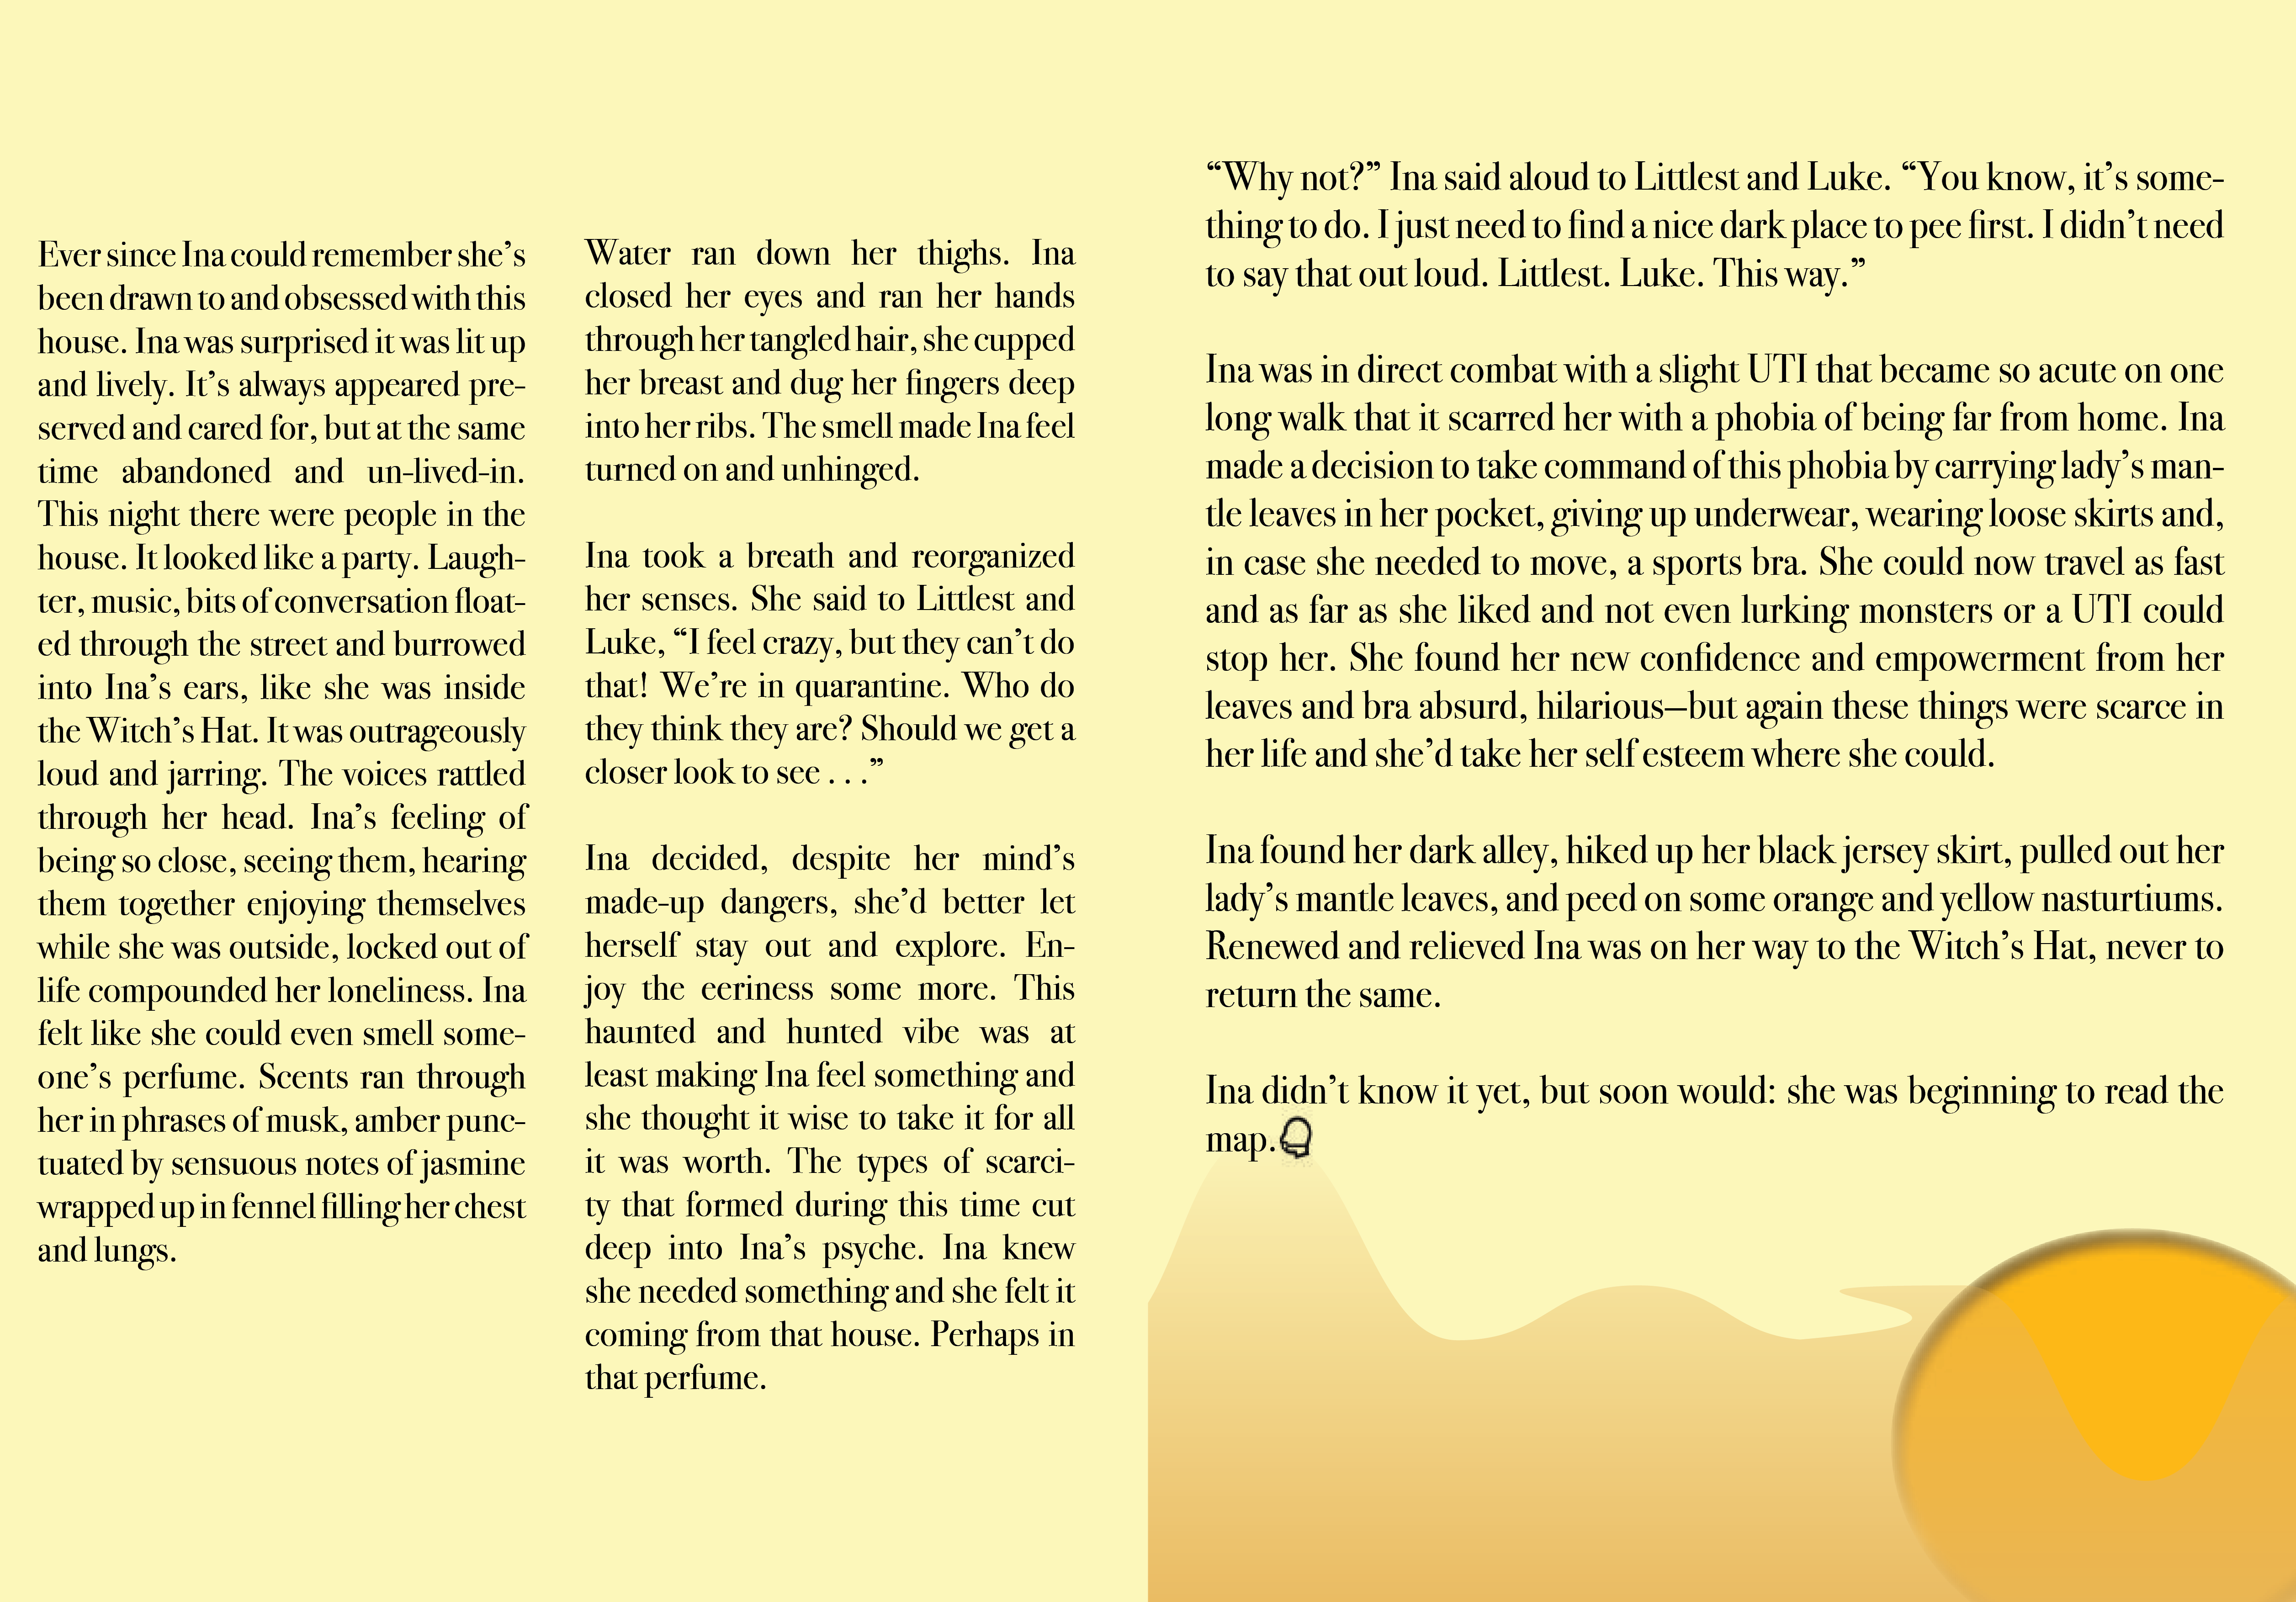 Ever since Ina could remember she’s
been drawn to and obsessed with this
house. Ina was surprised it was lit up
and lively. It’s always appeared pre-
served and cared for, but at the same
time abandoned and un-lived-in.
This night there were people in the
house. It looked like a party. Laugh-
ter, music, bits of conversation float-
ed through the street and burrowed
into Ina’s ears, like she was inside
the Witch’s Hat. It was outrageously
loud and jarring. The voices rattled
through her head. Ina’s feeling of
being so close, seeing them, hearing
them together enjoying themselves
while she was outside, locked out of
life compounded her loneliness. Ina
felt like she could even smell some-
one’s perfume. Scents ran through
her in phrases of musk, amber punc-
tuated by sensuous notes of jasmine
wrapped up in fennel filling her chest
and lungs.
Water ran down her thighs. Ina
closed her eyes and ran her hands
through her tangled hair, she cupped
her breast and dug her fingers deep
into her ribs. The smell made Ina feel
turned on and unhinged.
Ina took a breath and reorganized
her senses. She said to Littlest and
Luke, “I feel crazy, but they can’t do
that! We’re in quarantine. Who do
they think they are? Should we get a
closer look to see . . .”
Ina decided, despite her mind’s
made-up dangers, she’d better let
herself stay out and explore. En-
joy the eeriness some more. This
haunted and hunted vibe was at
least making Ina feel something and
she thought it wise to take it for all
it was worth. The types of scarci-
ty that formed during this time cut
deep into Ina’s psyche. Ina knew
she needed something and she felt it
coming from that house. Perhaps in
that perfume.
“Why not?” Ina said aloud to Littlest and Luke. “You know, it’s some-
thing to do. I just need to find a nice dark place to pee first. I didn’t need
to say that out loud. Littlest. Luke. This way.”
Ina was in direct combat with a slight UTI that became so acute on one
long walk that it scarred her with a phobia of being far from home. Ina
made a decision to take command of this phobia by carrying lady’s man-
tle leaves in her pocket, giving up underwear, wearing loose skirts and,
in case she needed to move, a sports bra. She could now travel as fast
and as far as she liked and not even lurking monsters or a UTI could
stop her. She found her new confidence and empowerment from her
leaves and bra absurd, hilarious—but again these things were scarce in
her life and she’d take her self esteem where she could.
Ina found her dark alley, hiked up her black jersey skirt, pulled out her
lady’s mantle leaves, and peed on some orange and yellow nasturtiums.
Renewed and relieved Ina was on her way to the Witch’s Hat, never to
return the same.
Ina didn’t know it yet, but soon would: she was beginning to read the
map.